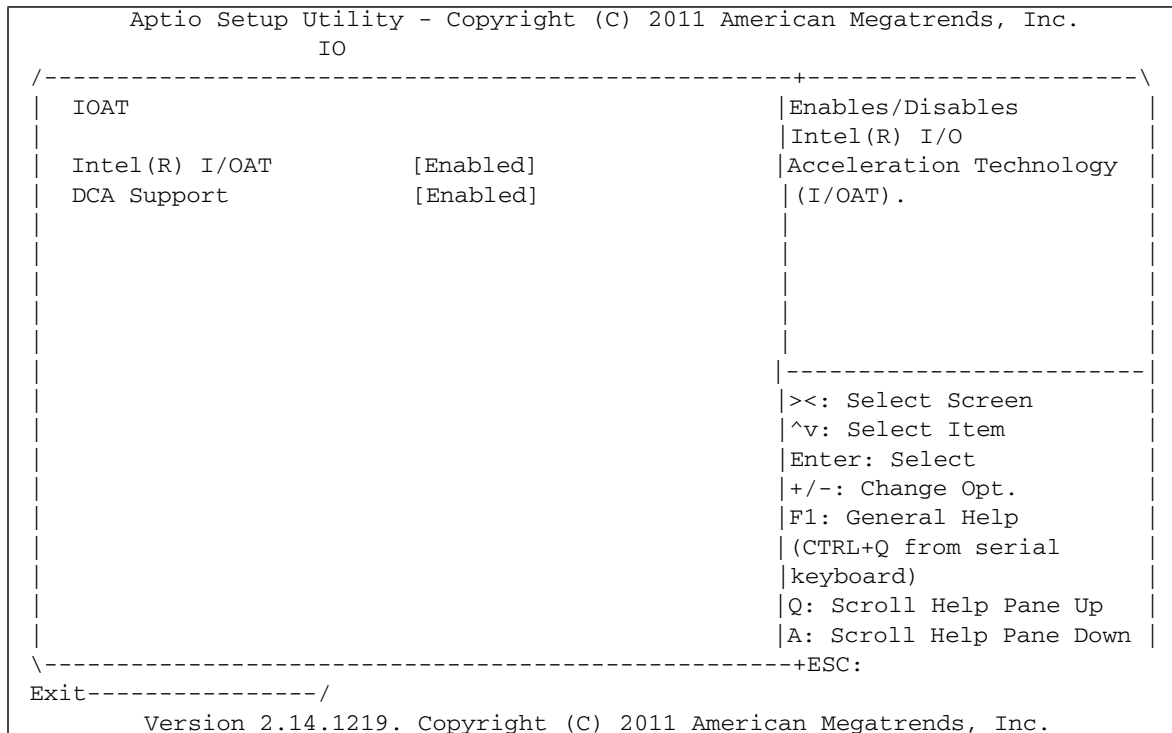 Aptio Setup Utility - Copyright (C) 2011 American Megatrends, Inc.
IO
/----------------------------------------------------+-----------------------\
| IOAT |Enables/Disables |
| |Intel(R) I/O |
| Intel(R) I/OAT [Enabled] |Acceleration Technology |
| DCA Support [Enabled] |(I/OAT). |
| | |
| | |
| | |
| | |
| | |
| |-------------------------|
| |><: Select Screen |
| |^v: Select Item |
| |Enter: Select |
| |+/-: Change Opt. |
| |F1: General Help |
| |(CTRL+Q from serial |
| |keyboard) |
| |Q: Scroll Help Pane Up |
| |A: Scroll Help Pane Down |
\----------------------------------------------------+ESC:
Exit----------------/
Version 2.14.1219. Copyright (C) 2011 American Megatrends, Inc.